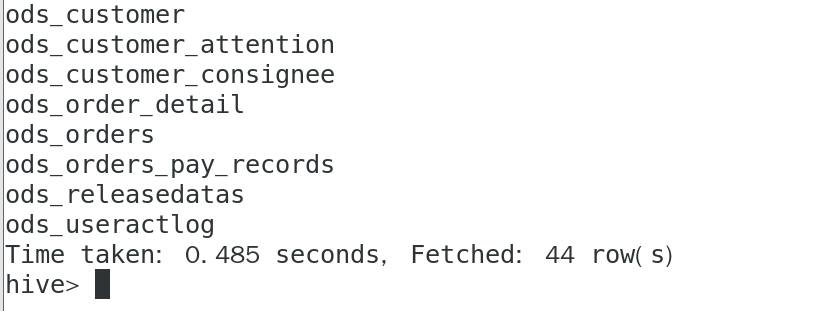 ods_customer
ods_customer_attention
ods_customer_consignee
ods_order_detail
ods_orders
ods_orders_pay_records
ods_releasedatas
ods_useractlog
Time taken: 0.485 seconds, Fetched: 44 row(s)
hive>